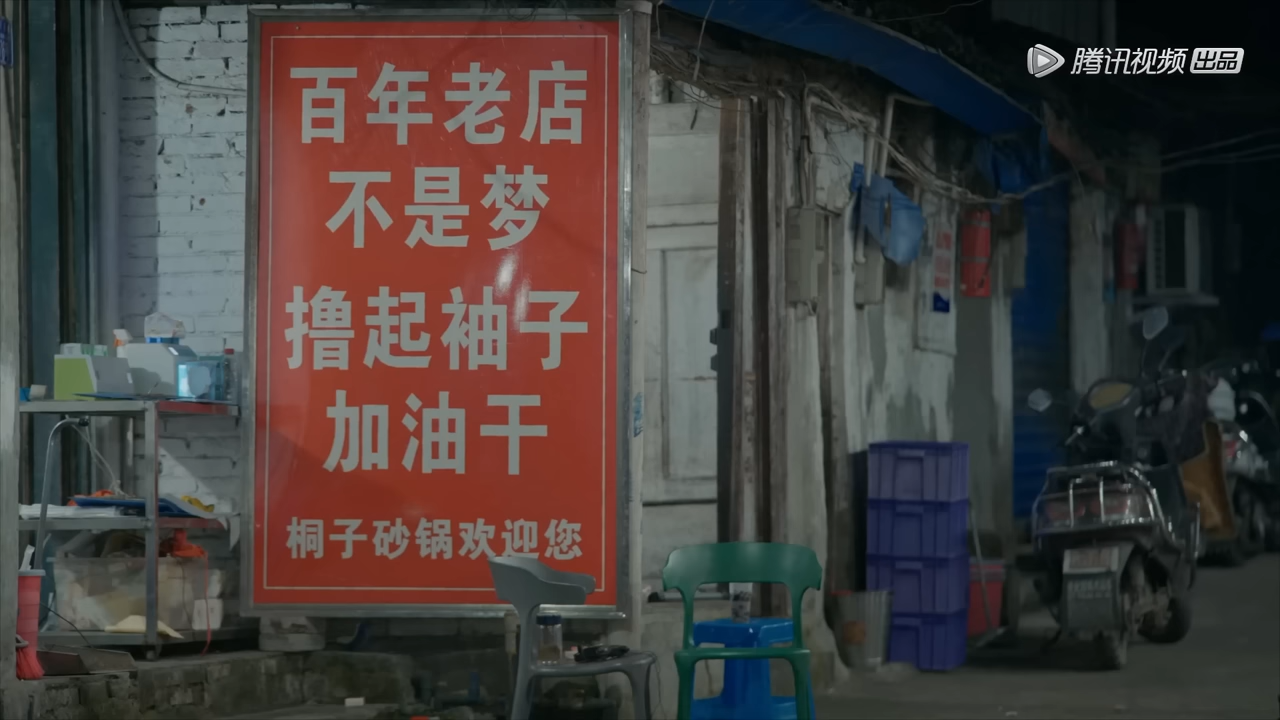 百年老店
不是梦
撸起袖子
加油干
桐子砂锅欢迎您
腾讯视频 出品